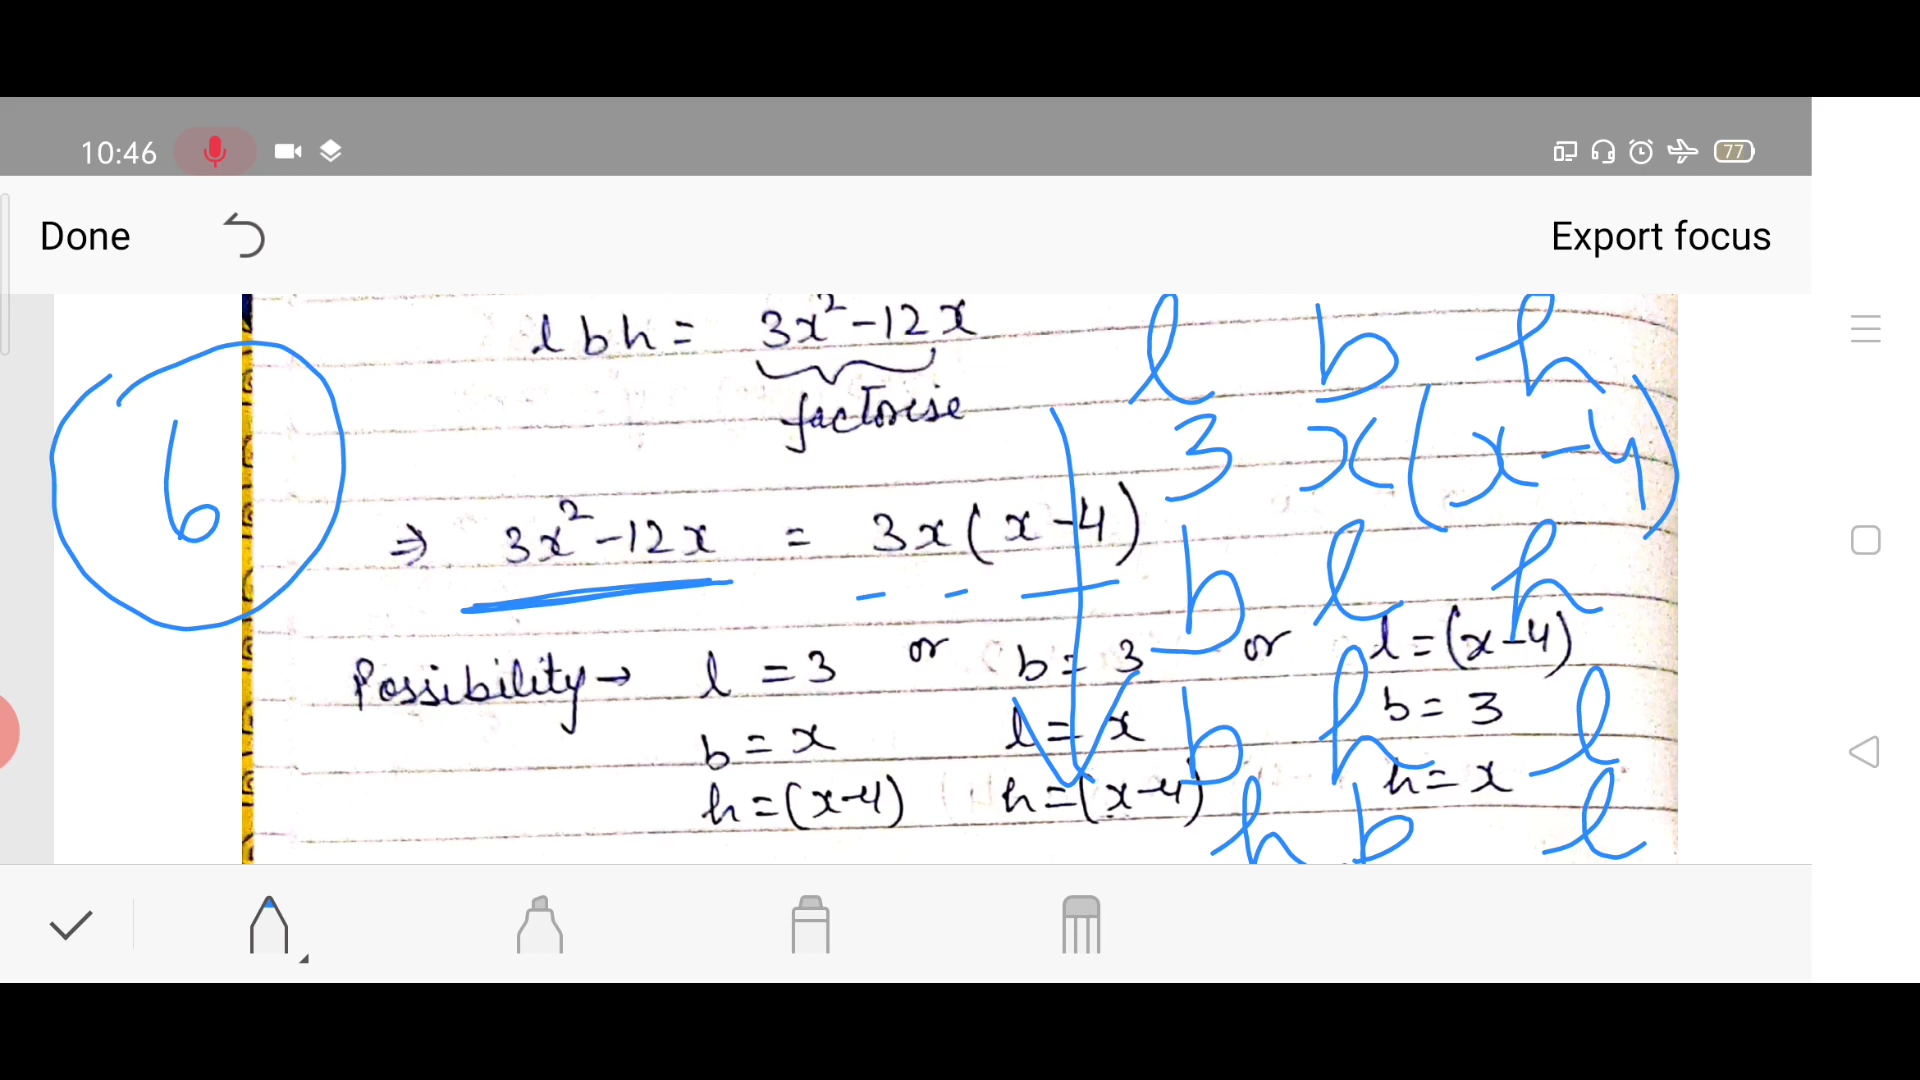 10:46 77
Done Export focus
l b h = 3x² - 12x
factorise
l b h
3 x (x-4)
6
⇒ 3x² - 12x = 3x(x-4)
b l h
Possibility → l = 3 or b = 3 or l = (x-4)
b = x l = x b = 3
b h l
h = (x-4) h = (x-4) h = x
h b l